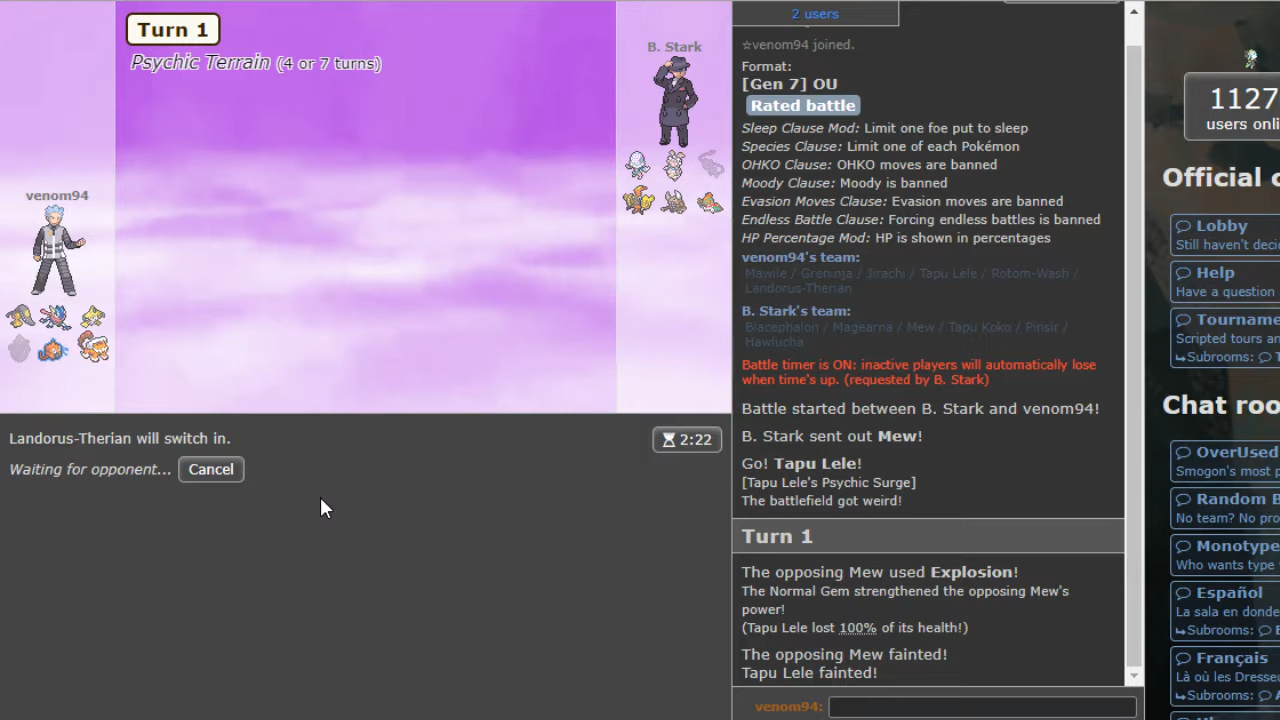 Turn 1
Psychic Terrain (4 or 7 turns)
B. Stark
venom94
Landorus-Therian will switch in.
2:22
Waiting for opponent... Cancel
2 users
☆venom94 joined.
Format:
[Gen 7] OU
Rated battle
Sleep Clause Mod: Limit one foe put to sleep
Species Clause: Limit one of each Pokémon
OHKO Clause: OHKO moves are banned
Moody Clause: Moody is banned
Evasion Moves Clause: Evasion moves are banned
Endless Battle Clause: Forcing endless battles is banned
HP Percentage Mod: HP is shown in percentages
venom94's team:
Mawile / Greninja / Jirachi / Tapu Lele / Rotom-Wash /
Landorus-Therian
B. Stark's team:
Blacephalon / Magearna / Mew / Tapu Koko / Pinsir /
Hawlucha
Battle timer is ON: inactive players will automatically lose
when time's up. (requested by B. Stark)
Battle started between B. Stark and venom94!
B. Stark sent out Mew!
Go! Tapu Lele!
[Tapu Lele's Psychic Surge]
The battlefield got weird!
Turn 1
The opposing Mew used Explosion!
The Normal Gem strengthened the opposing Mew's
power!
(Tapu Lele lost 100% of its health!)
The opposing Mew fainted!
Tapu Lele fainted!
venom94:
1127
users onli
Official c
Lobby
Still haven't deci
Help
Have a question
Tourname
Scripted tours an
↳Subrooms:
Chat roo
OverUsed
Smogon's most p
Random B
No team? No pro
Monotype
Who wants type
Español
La sala en donde
↳Subrooms:
Français
Là où les Dresseu
↳Subrooms: